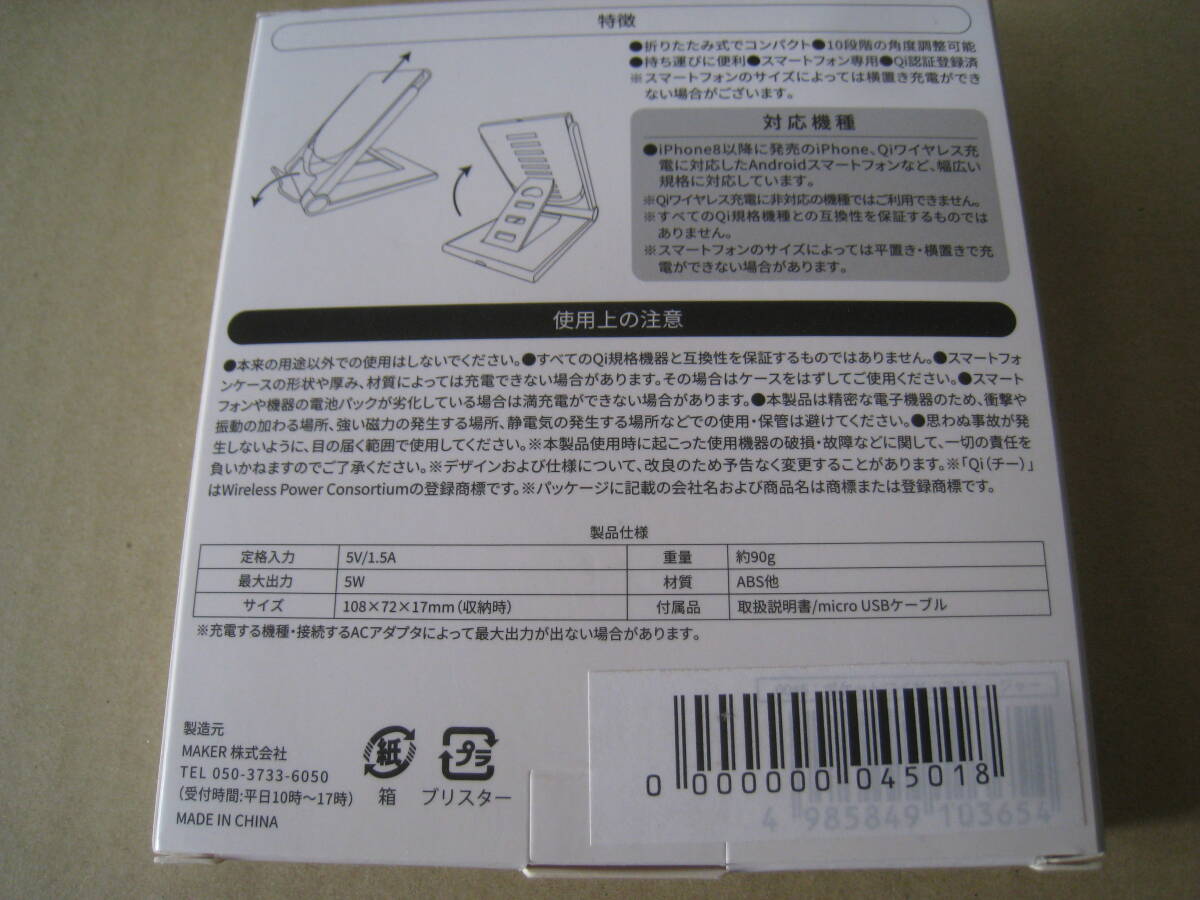 特徴
●折りたたみ式でコンパクト●10段階の角度調整可能
●持ち運びに便利●スマートフォン専用●Qi認証登録済
※スマートフォンのサイズによっては横置き充電ができ
ない場合がございます。
対応機種
●iPhone8以降に発売のiPhone、Qiワイヤレス充
電に対応したAndroidスマートフォンなど、幅広い
規格に対応しています。
※Qiワイヤレス充電に非対応の機種ではご利用できません。
※すべてのQi規格機種との互換性を保証するものでは
ありません。
※スマートフォンのサイズによっては平置き・横置きで充
電ができない場合があります。
使用上の注意
●本来の用途以外での使用はしないでください。●すべてのQi規格機器と互換性を保証するものではありません。●スマートフォ
ンケースの形状や厚み、材質によっては充電できない場合があります。その場合はケースをはずしてご使用ください。●スマート
フォンや機器の電池パックが劣化している場合は満充電ができない場合があります。●本製品は精密な電子機器のため、衝撃や
振動の加わる場所、強い磁力の発生する場所、静電気の発生する場所などでの使用・保管は避けてください。●思わぬ事故が発
生しないように、目の届く範囲で使用してください。※本製品使用時に起こった使用機器の破損・故障などに関して、一切の責任を
負いかねますのでご了承ください。※デザインおよび仕様について、改良のため予告なく変更することがあります。※「Qi（チー）」
はWireless Power Consortiumの登録商標です。※パッケージに記載の会社名および商品名は商標または登録商標です。
製品仕様
定格入力 5V/1.5A 重量 約90g
最大出力 5W 材質 ABS他
サイズ 108×72×17mm（収納時） 付属品 取扱説明書/micro USBケーブル
※充電する機種・接続するACアダプタによって最大出力が出ない場合があります。
製造元
MAKER 株式会社
TEL 050-3733-6050
（受付時間:平日10時〜17時）
MADE IN CHINA
紙
箱
プラ
ブリスター
0 000000 045018
4 985849 103654